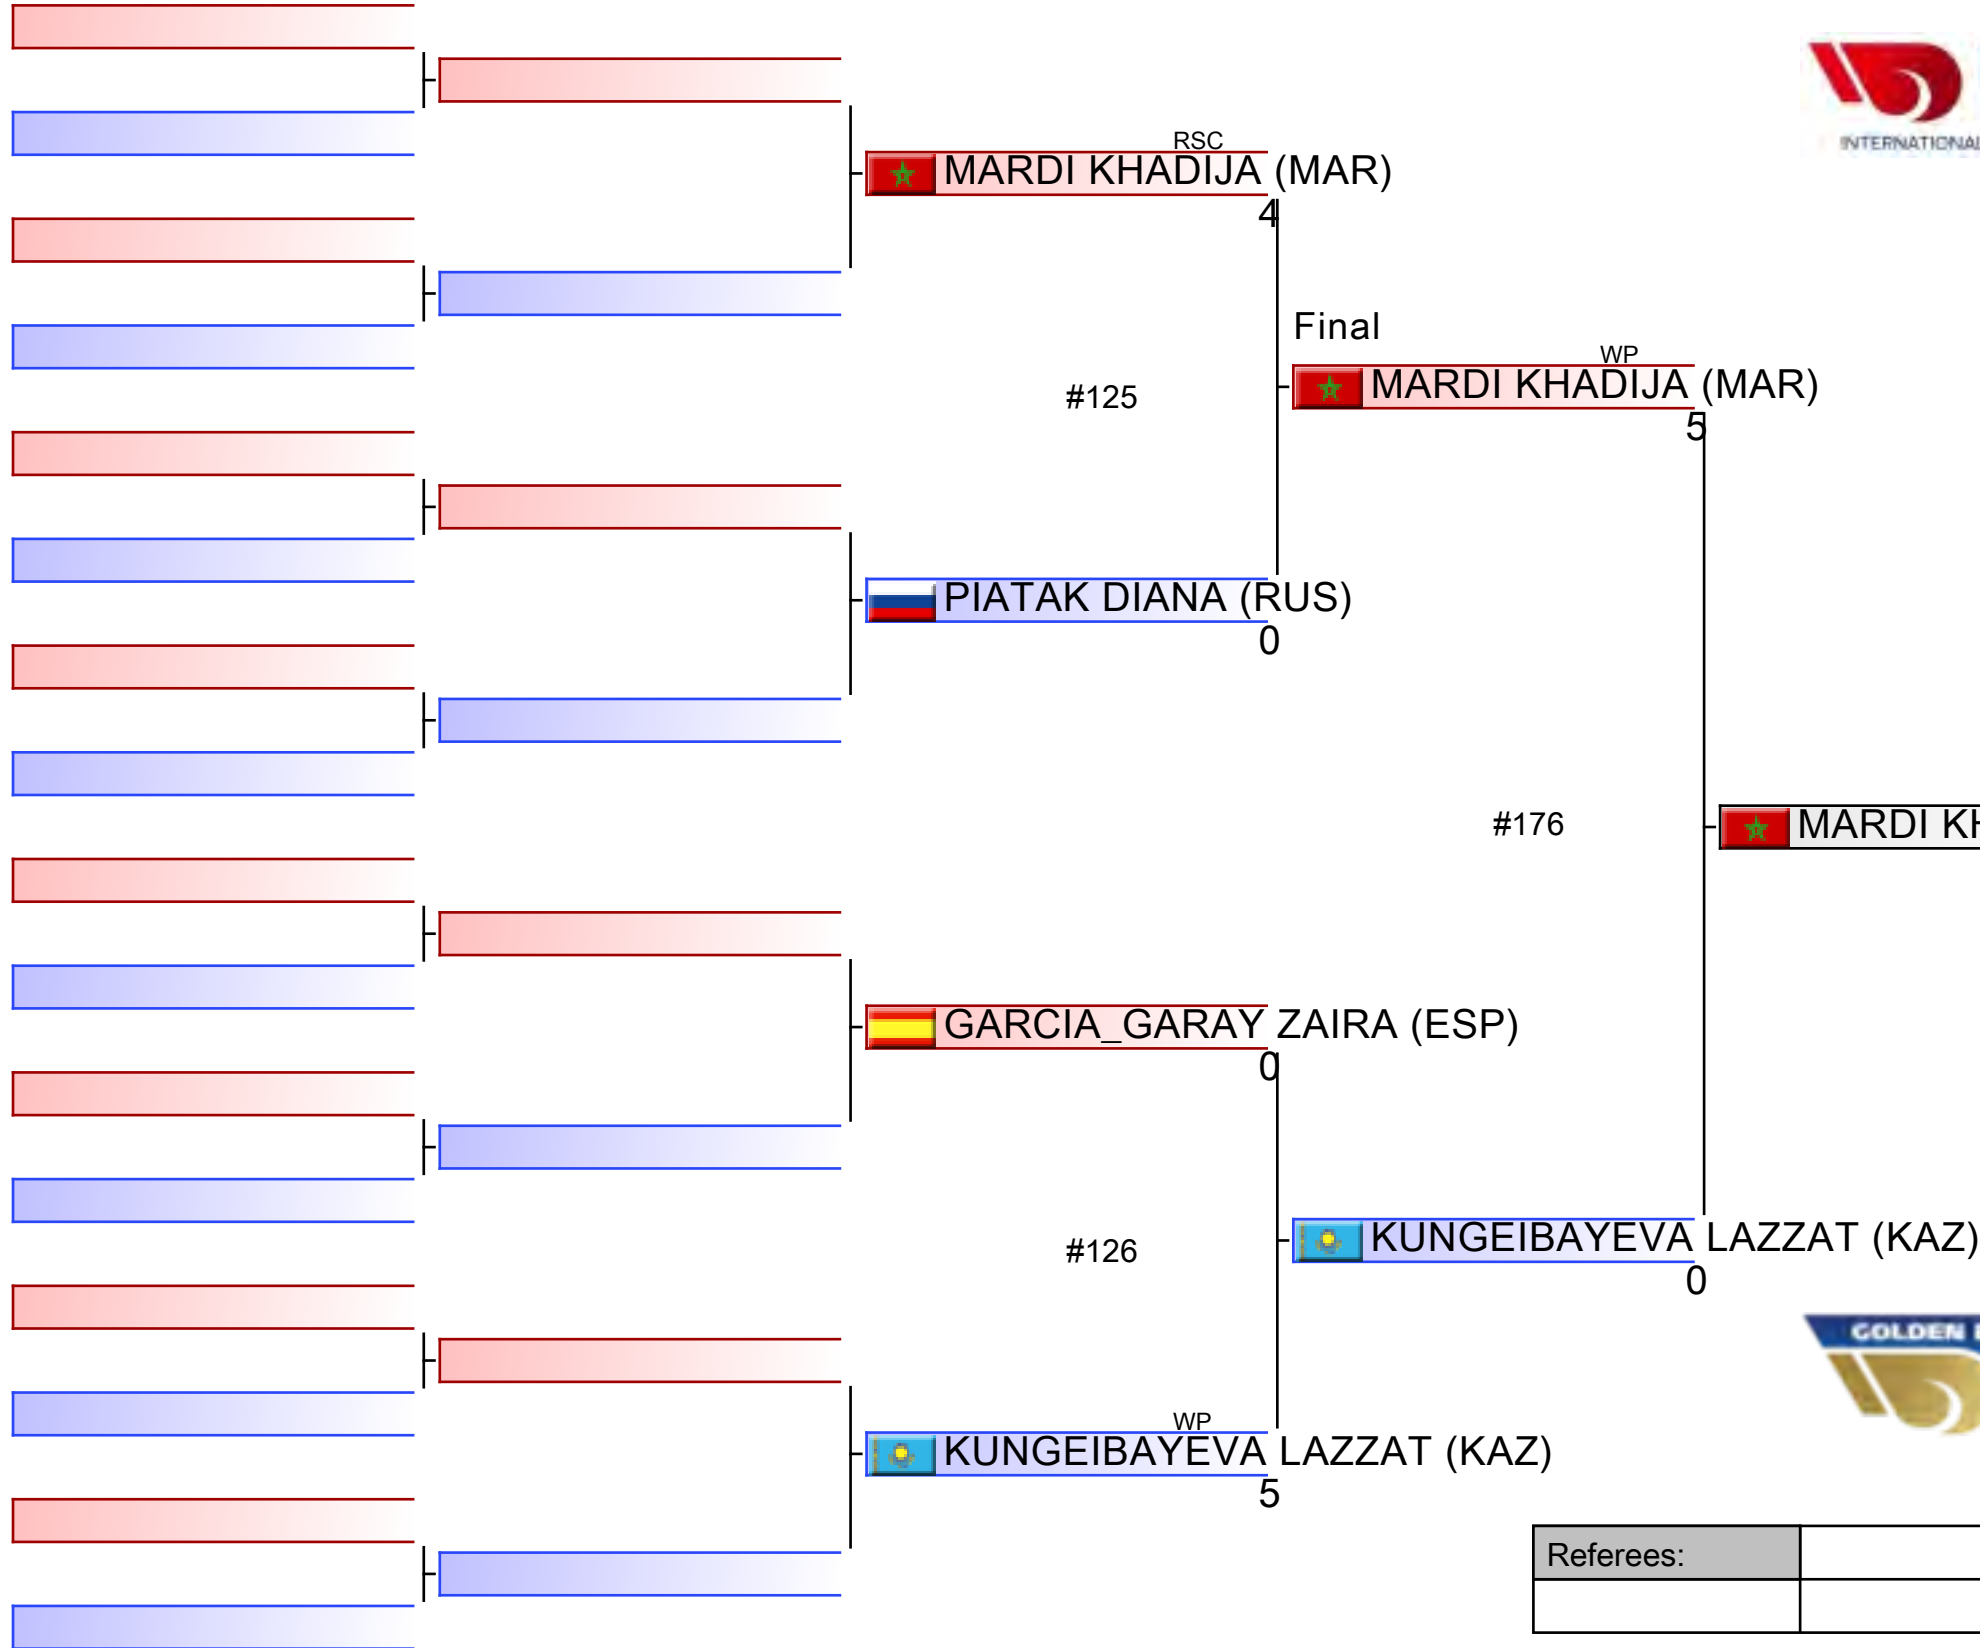 INTERNATIONAL
RSC
MARDI KHADIJA (MAR)
4
Final
WP
MARDI KHADIJA (MAR)
5
#125
PIATAK DIANA (RUS)
0
#176
MARDI
GARCIA_GARAY ZAIRA (ESP)
0
#126
KUNGEIBAYEVA LAZZAT (KAZ)
0
GOLDEN
WP
KUNGEIBAYEVA LAZZAT (KAZ)
5
Referees: